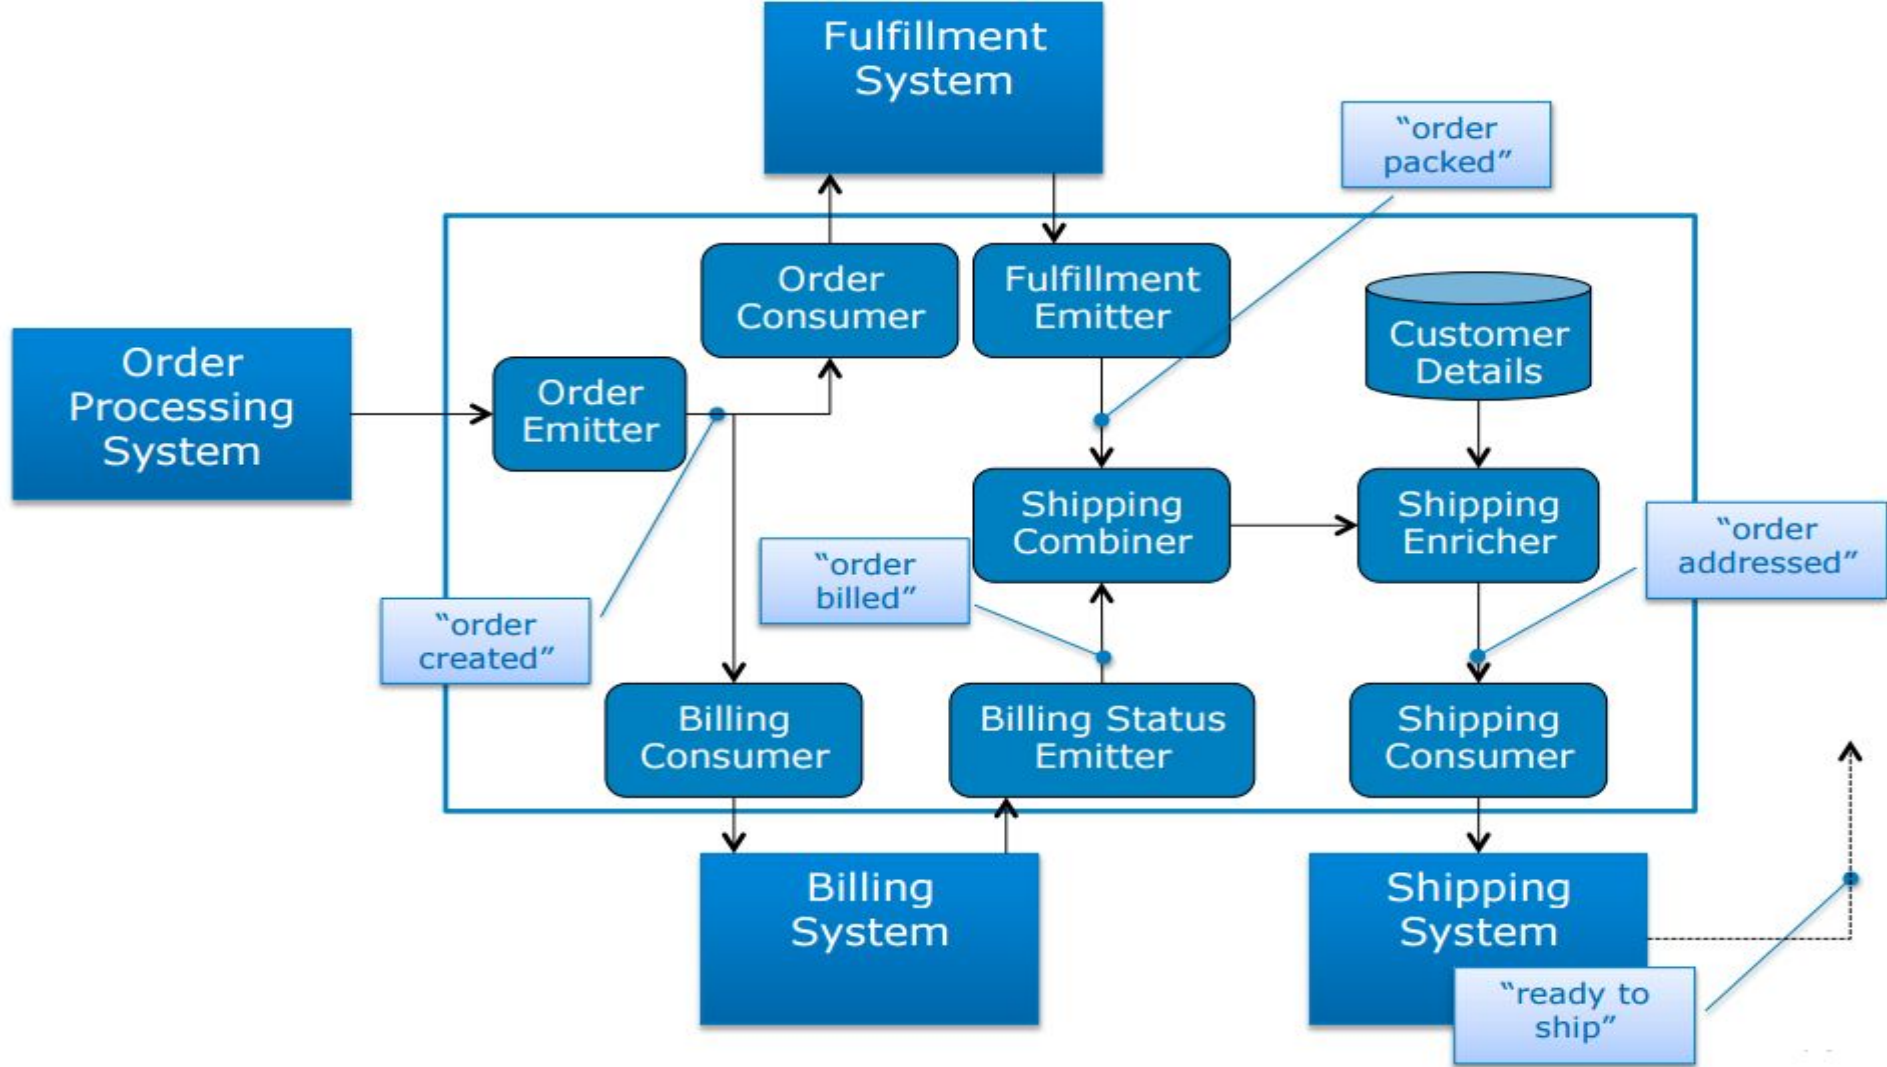 Fulfillment
System
“order
packed”
Order
Consumer
Fulfillment
Emitter
Customer
Details
Order
Processing
System
Order
Emitter
Shipping
Combiner
Shipping
Enricher
“order
addressed”
“order
billed”
“order
created”
Billing
Consumer
Billing Status
Emitter
Shipping
Consumer
Billing
System
Shipping
System
“ready to
ship”